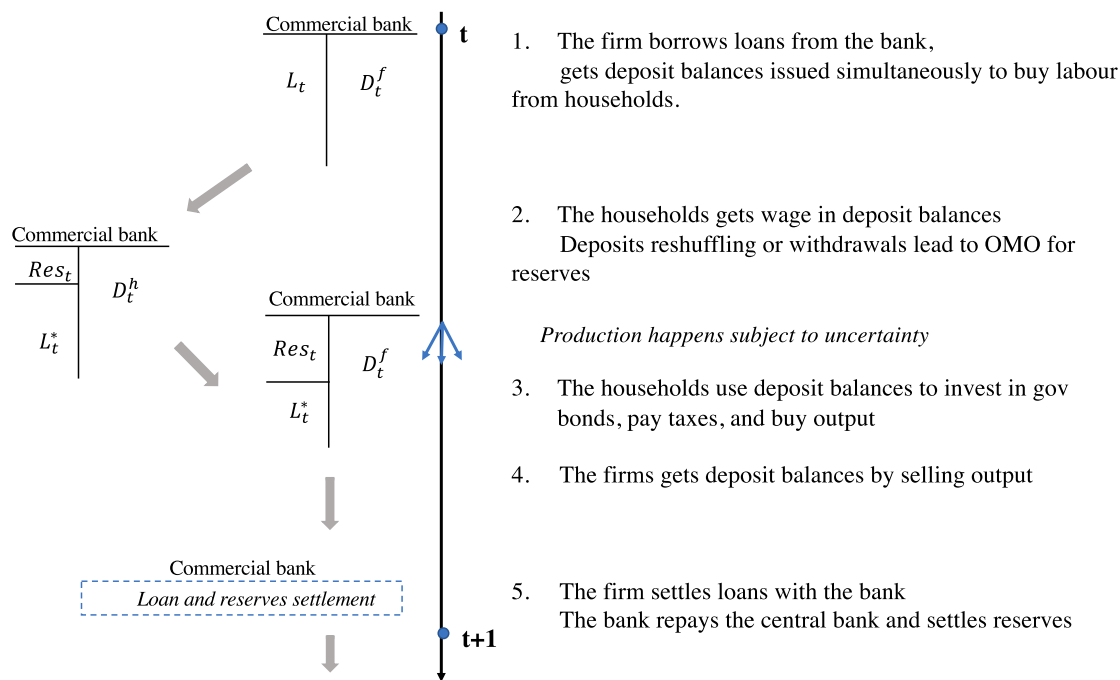 Commercial bank
t
L_t
D_t^f
1. The firm borrows loans from the bank,
gets deposit balances issued simultaneously to buy labour
from households.
Commercial bank
Res_t
D_t^h
L_t^*
2. The households gets wage in deposit balances
Deposits reshuffling or withdrawals lead to OMO for
reserves
Commercial bank
Res_t
D_t^f
L_t^*
Production happens subject to uncertainty
3. The households use deposit balances to invest in gov
bonds, pay taxes, and buy output
4. The firms gets deposit balances by selling output
Commercial bank
Loan and reserves settlement
5. The firm settles loans with the bank
The bank repays the central bank and settles reserves
t+1